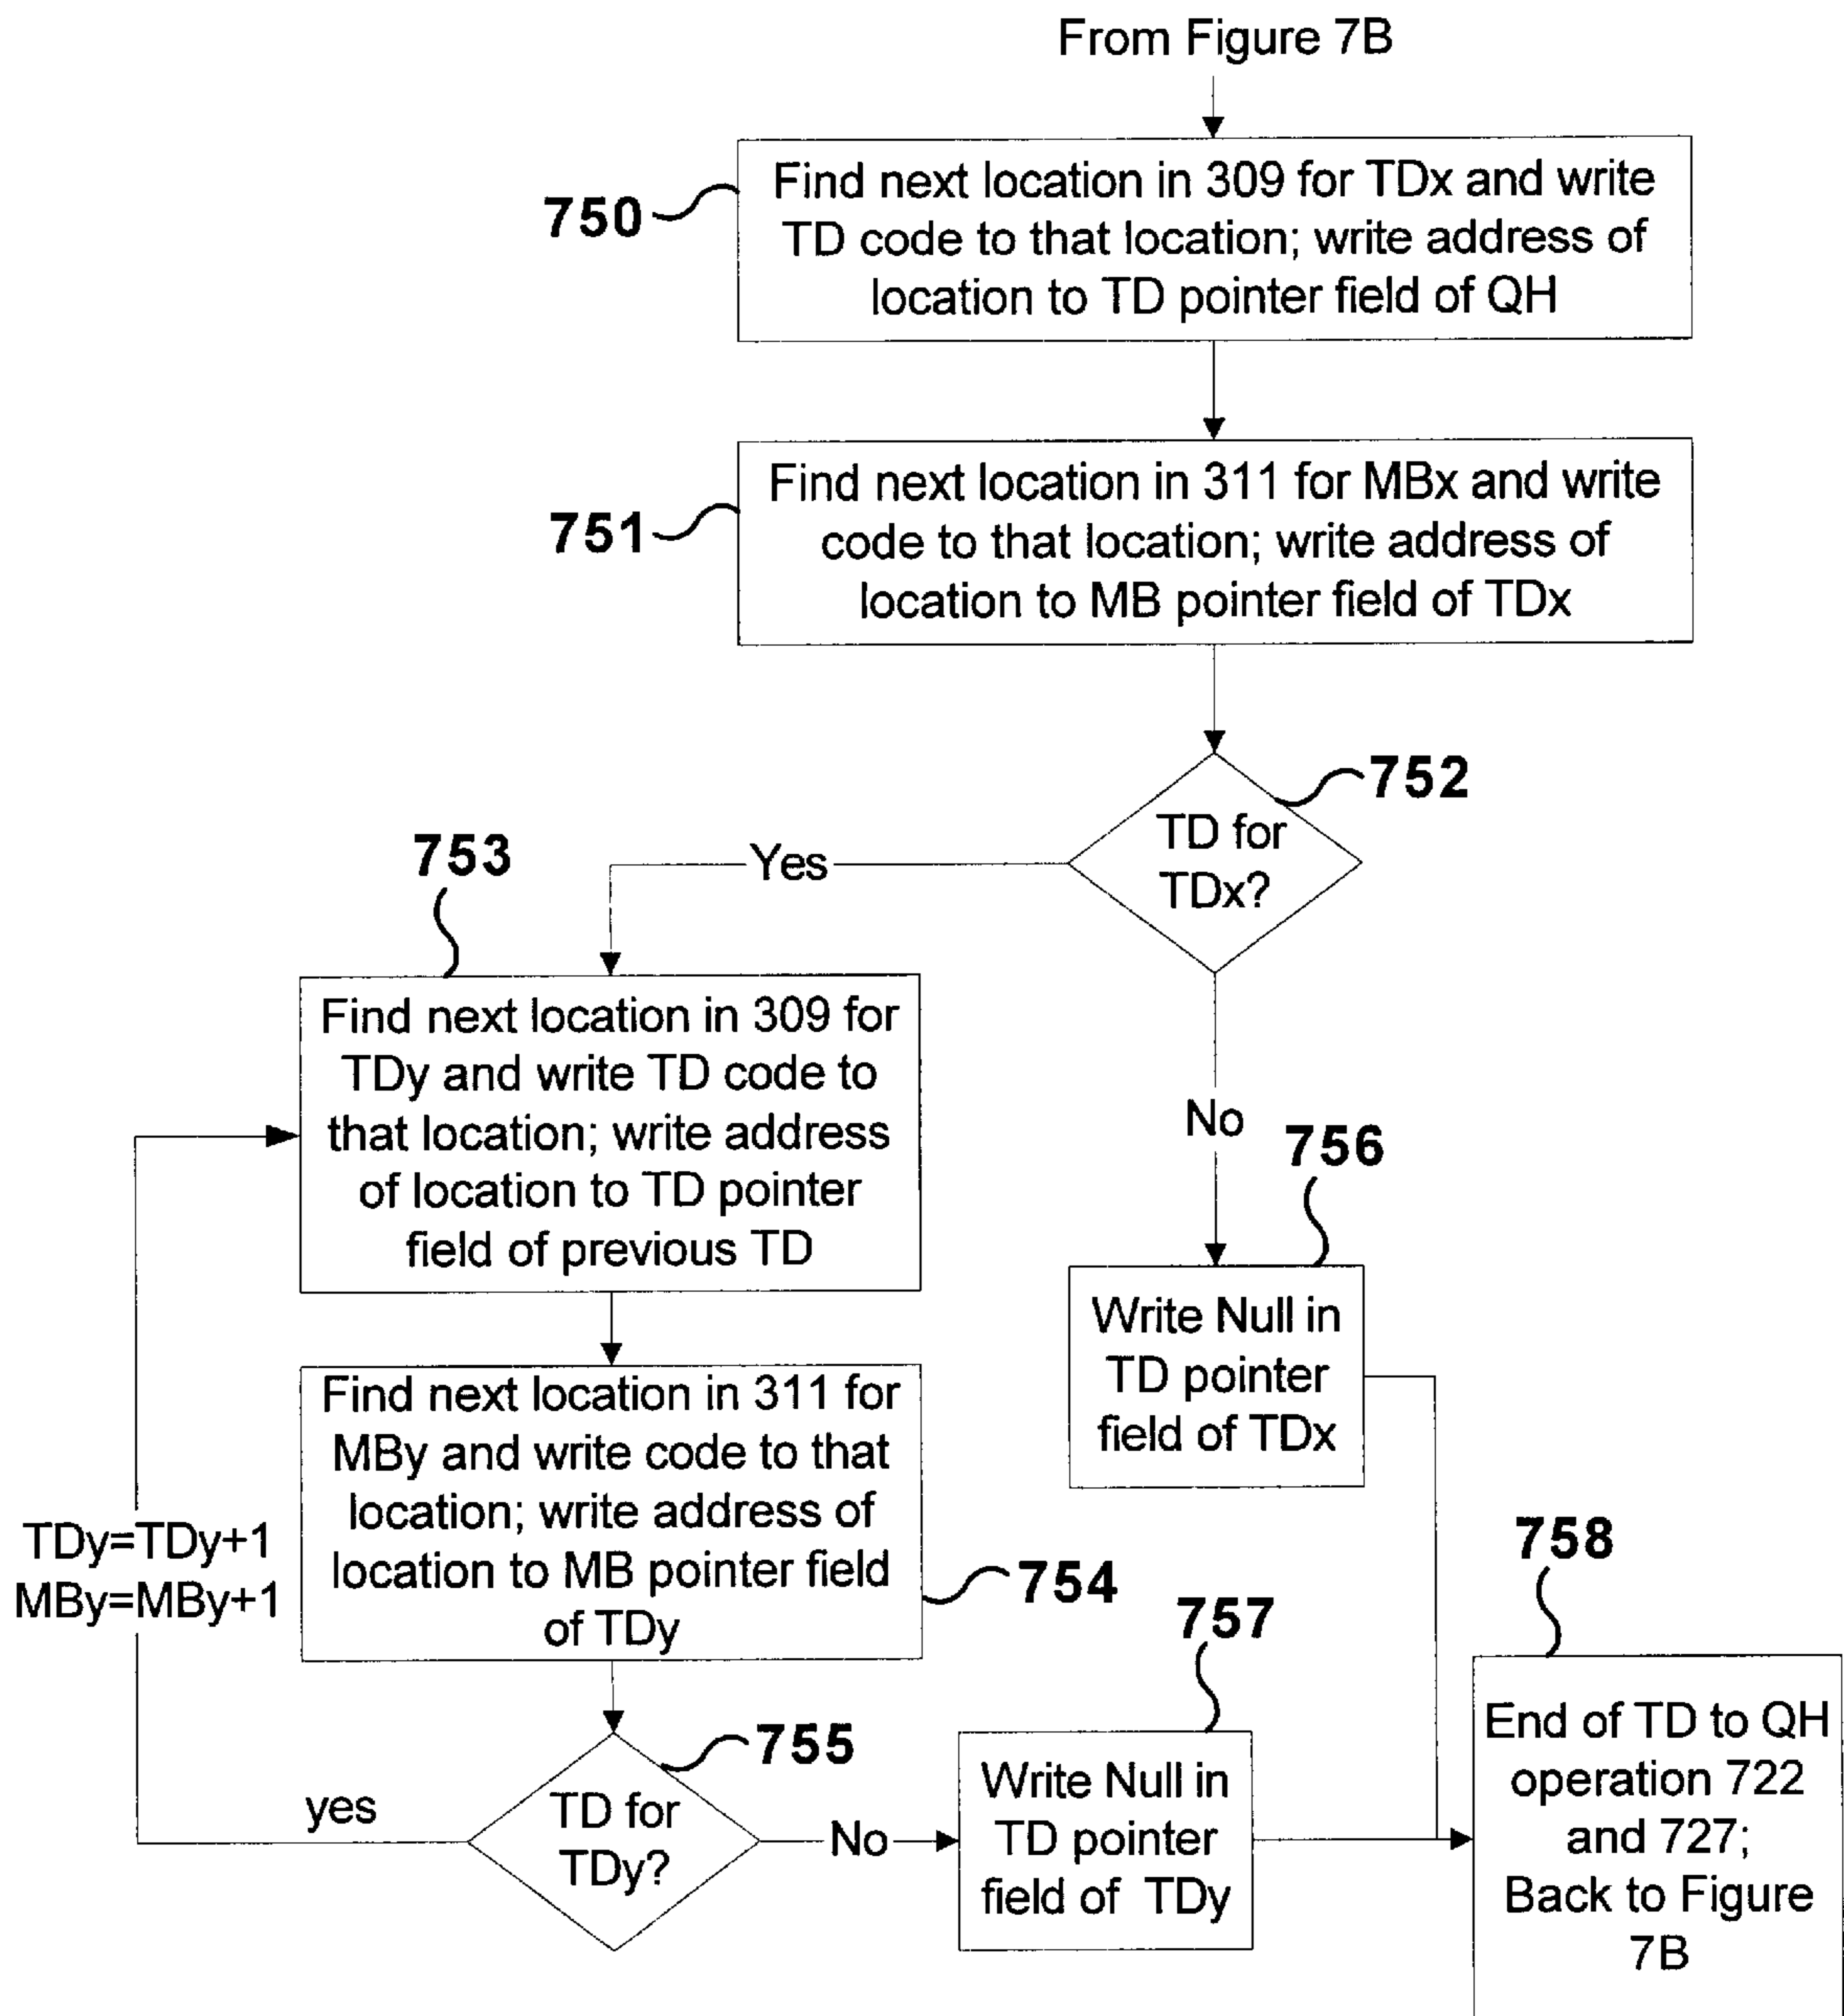 From Figure 7B
Find next location in 309 for TDx and write
TD code to that location; write address of
location to TD pointer field of QH
750
Find next location in 311 for MBx and write
code to that location; write address of
location to MB pointer field of TDx
751
752
TD for
TDx?
Yes
753
Find next location in 309 for
TDy and write TD code to
that location; write address
of location to TD pointer
field of previous TD
No
756
Write Null in
TD pointer
field of TDx
Find next location in 311 for
MBy and write code to that
location; write address of
location to MB pointer field
of TDy
754
TDy=TDy+1
MBy=MBy+1
755
TD for
TDy?
yes
No
757
Write Null in
TD pointer
field of TDy
758
End of TD to QH
operation 722
and 727;
Back to Figure
7B